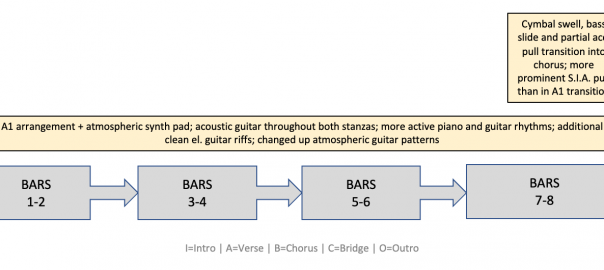 Cymbal swell, bass
slide and partial acc
pull transition into
chorus; more
prominent S.I.A. pu
than in A1 transitio
A1 arrangement + atmospheric synth pad; acoustic guitar throughout both stanzas; more active piano and guitar rhythms; additional
clean el. guitar riffs; changed up atmospheric guitar patterns
BARS
1-2
BARS
3-4
BARS
5-6
BARS
7-8
I=Intro | A=Verse | B=Chorus | C=Bridge | O=Outro